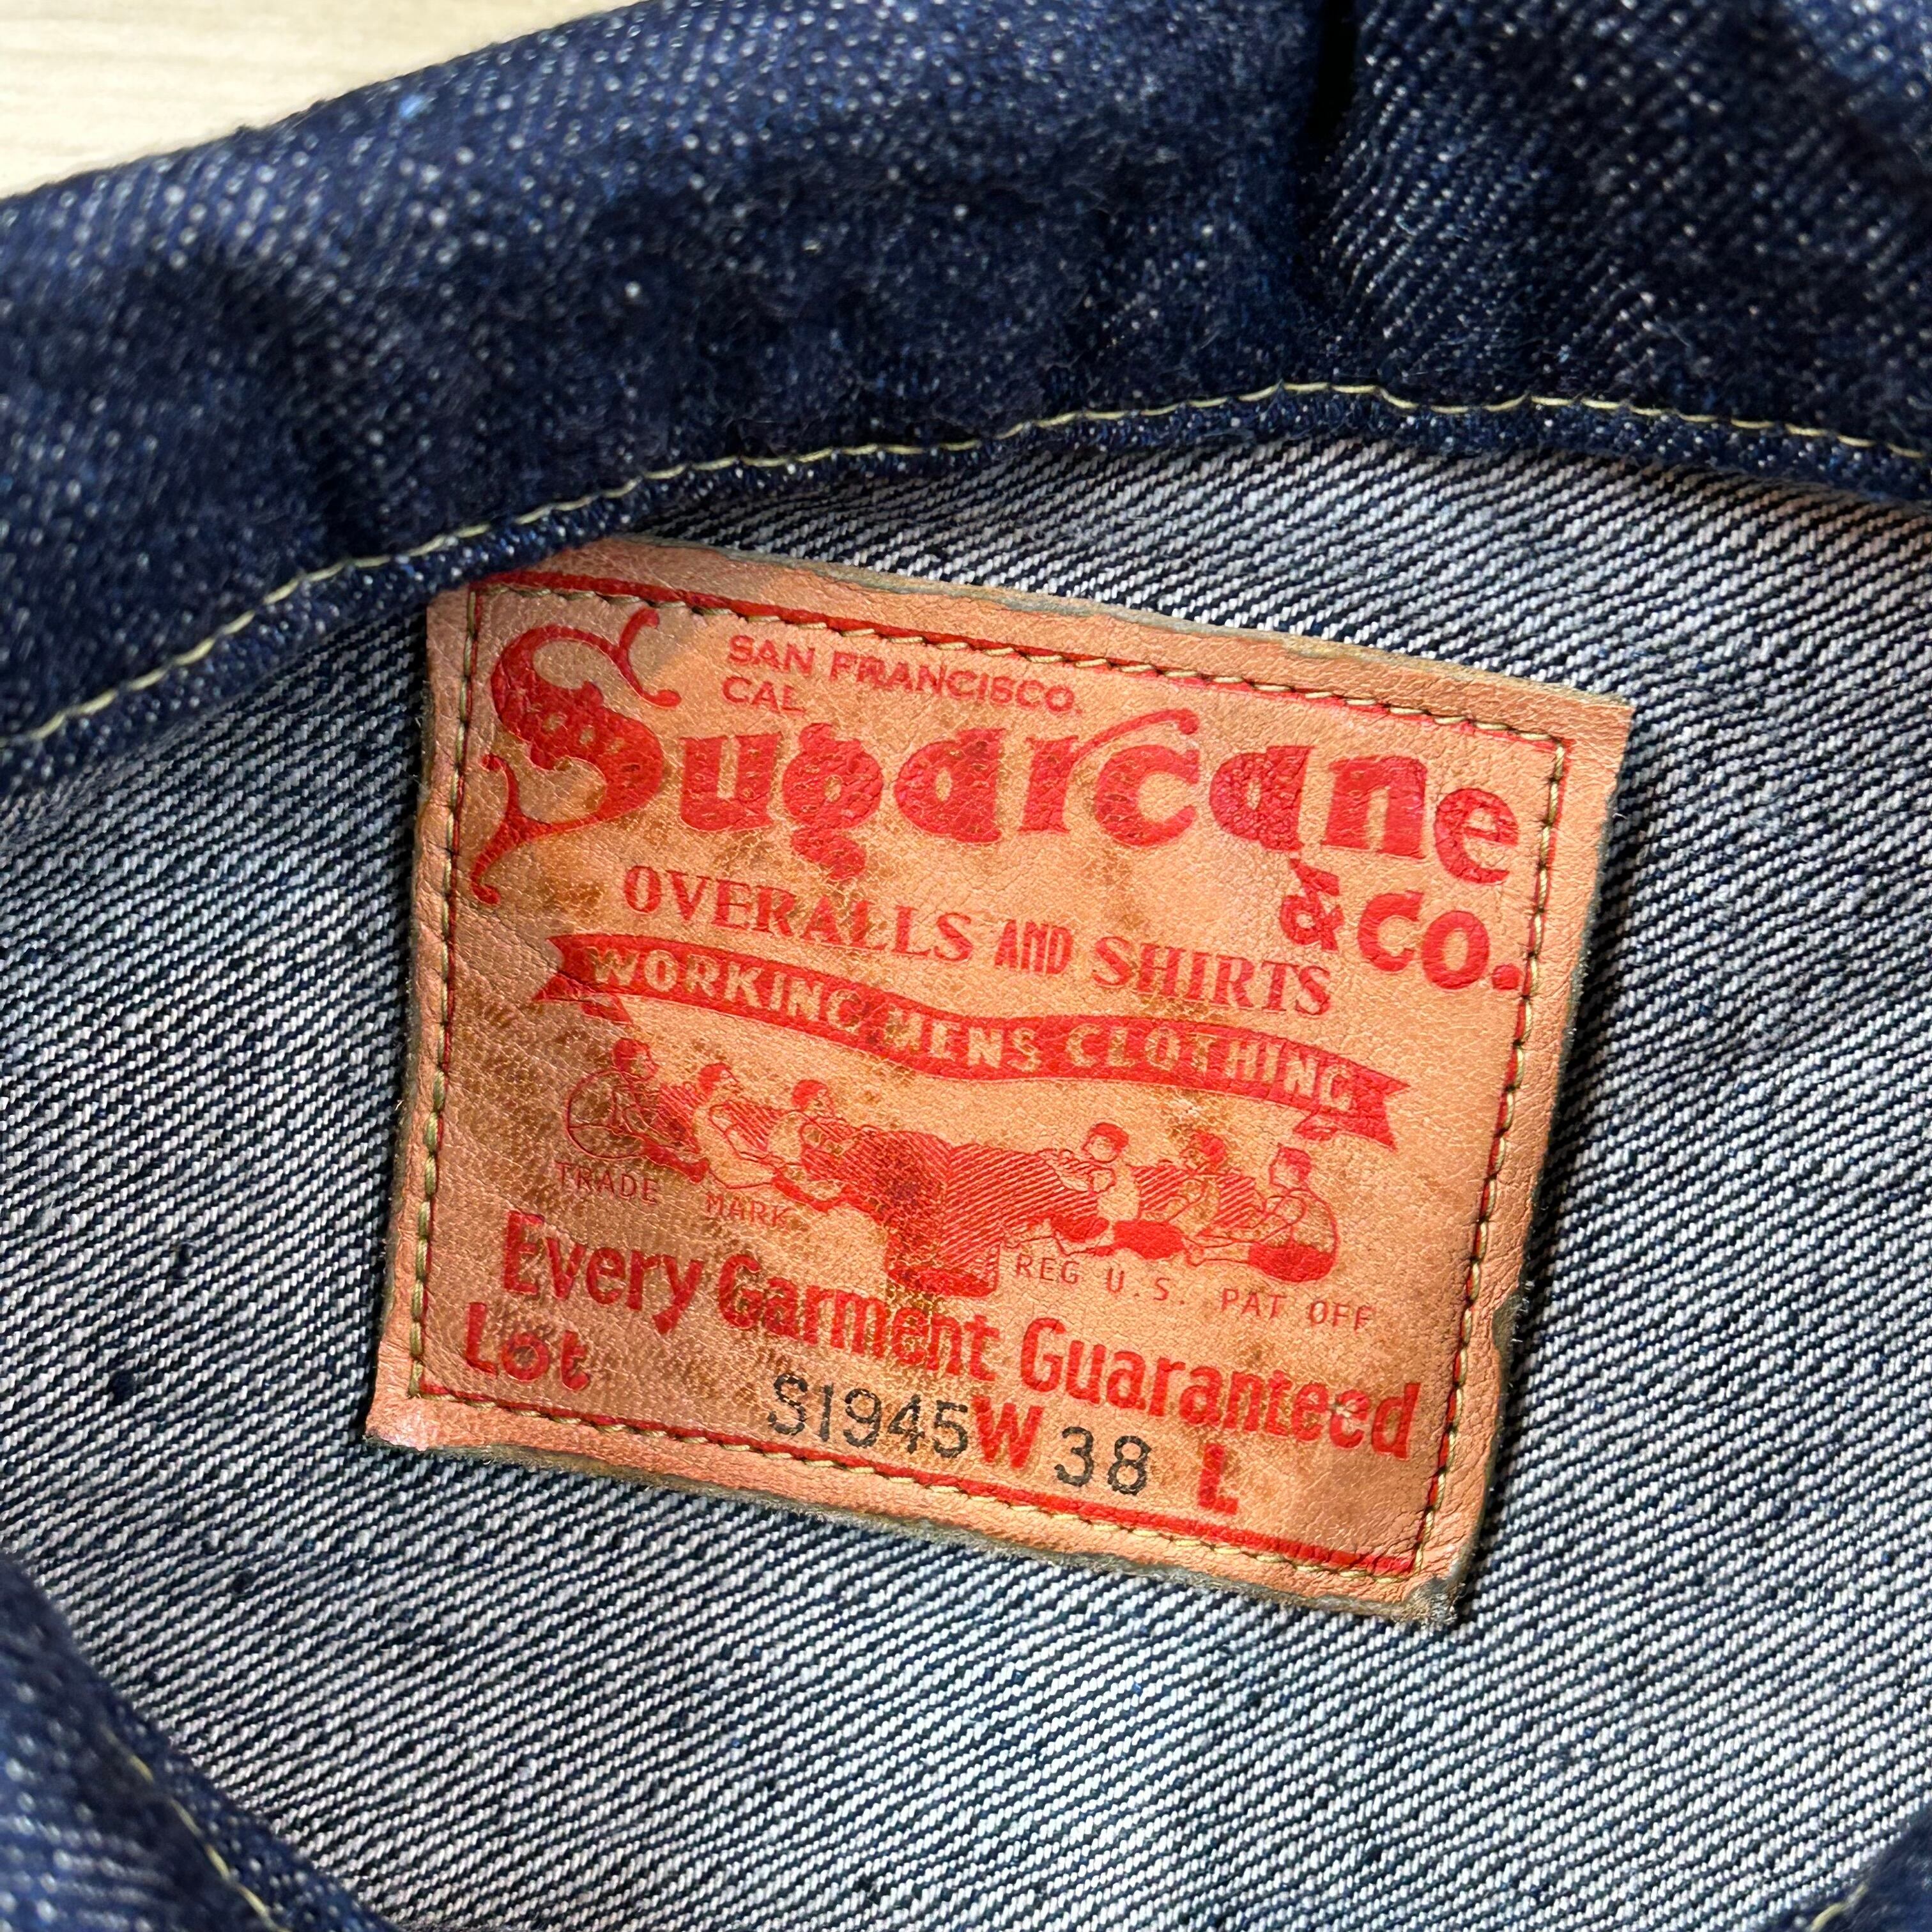 SAN FRANCISCO.
CAL
Sugarcane
& CO.
OVERALLS AND SHIRTS
WORKING MENS CLOTHING
TRADE MARK
REG U.S. PAT OFF
Every Garment Guaranteed
Lot S1945 W 38 L